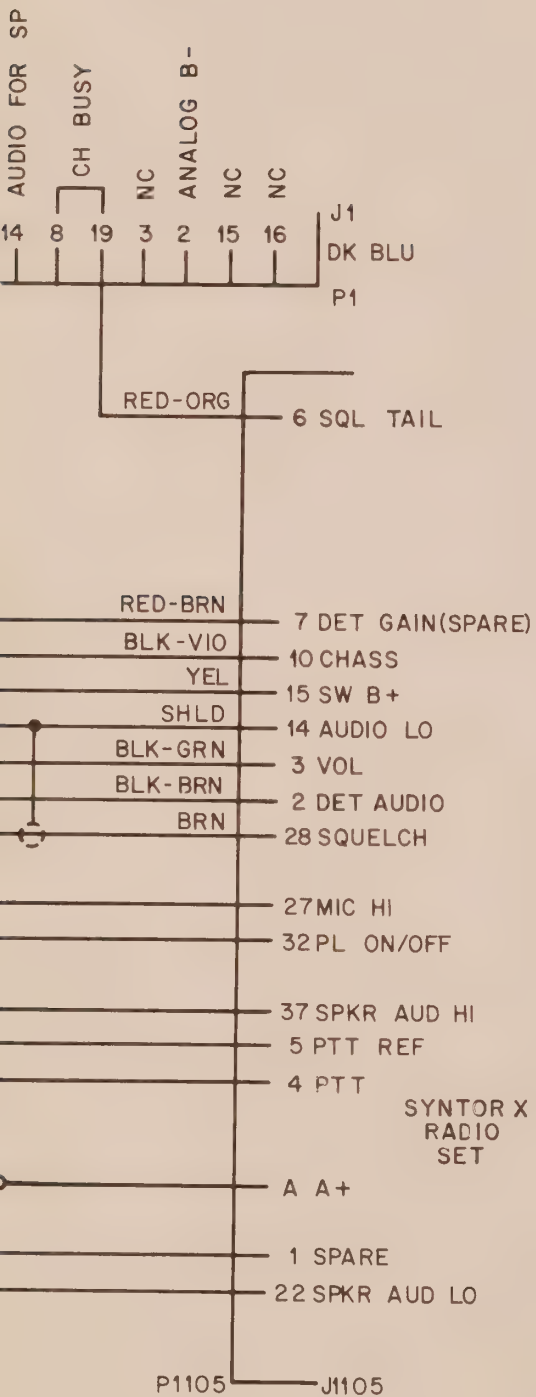 AUDIO FOR SP
CH BUSY
NC
ANALOG B-
NC
NC
14 8 19 3 2 15 16
J1
DK BLU
P1
RED-ORG
6 SQL TAIL
RED-BRN
7 DET GAIN(SPARE)
BLK-VIO
10 CHASS
YEL
15 SW B+
SHLD
14 AUDIO LO
BLK-GRN
3 VOL
BLK-BRN
2 DET AUDIO
BRN
28 SQUELCH
27 MIC HI
32 PL ON/OFF
37 SPKR AUD HI
5 PTT REF
4 PTT
SYNTOR X
RADIO
SET
A A+
1 SPARE
22 SPKR AUD LO
P1105 J1105